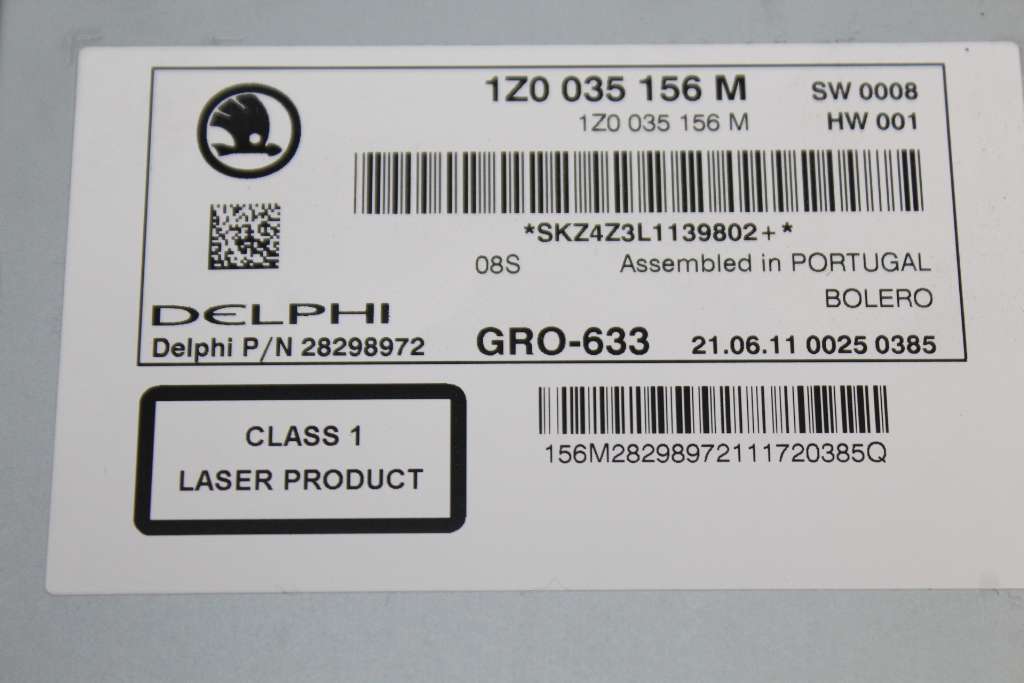 1Z0 035 156 M SW 0008
1Z0 035 156 M HW 001
*SKZ4Z3L1139802+*
08S Assembled in PORTUGAL
BOLERO
DELPHI
Delphi P/N 28298972 GRO-633 21.06.11 0025 0385
CLASS 1
LASER PRODUCT
156M28298972111720385Q